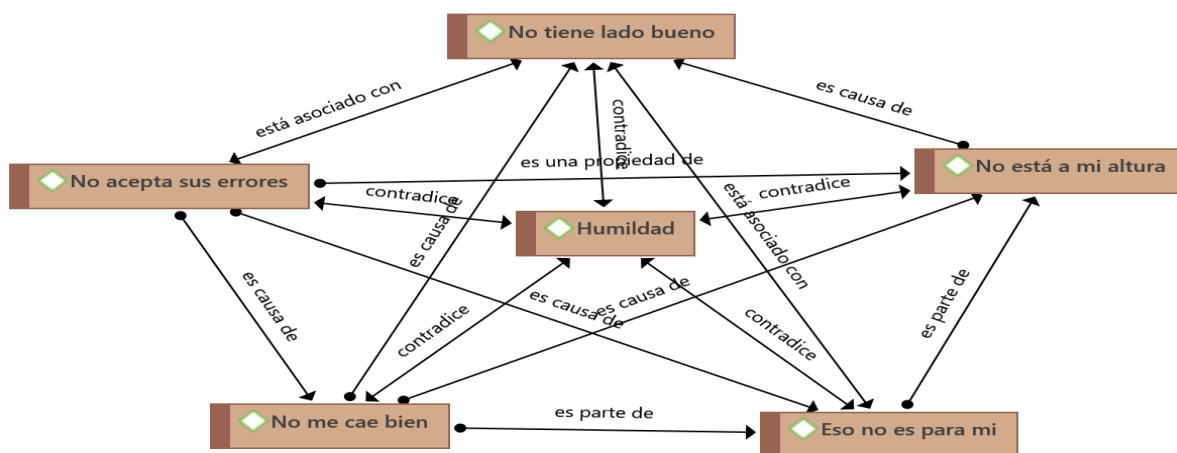 No tiene lado bueno
está asociado con
contradice
es causa de
es una propiedad de
No acepta sus errores
No está a mi altura
contradice
contradice
Humildad
es causa de
está asociado con
es causa de
contradice
es causa de
es causa de
contradice
es parte de
No me cae bien
es parte de
Eso no es para mi